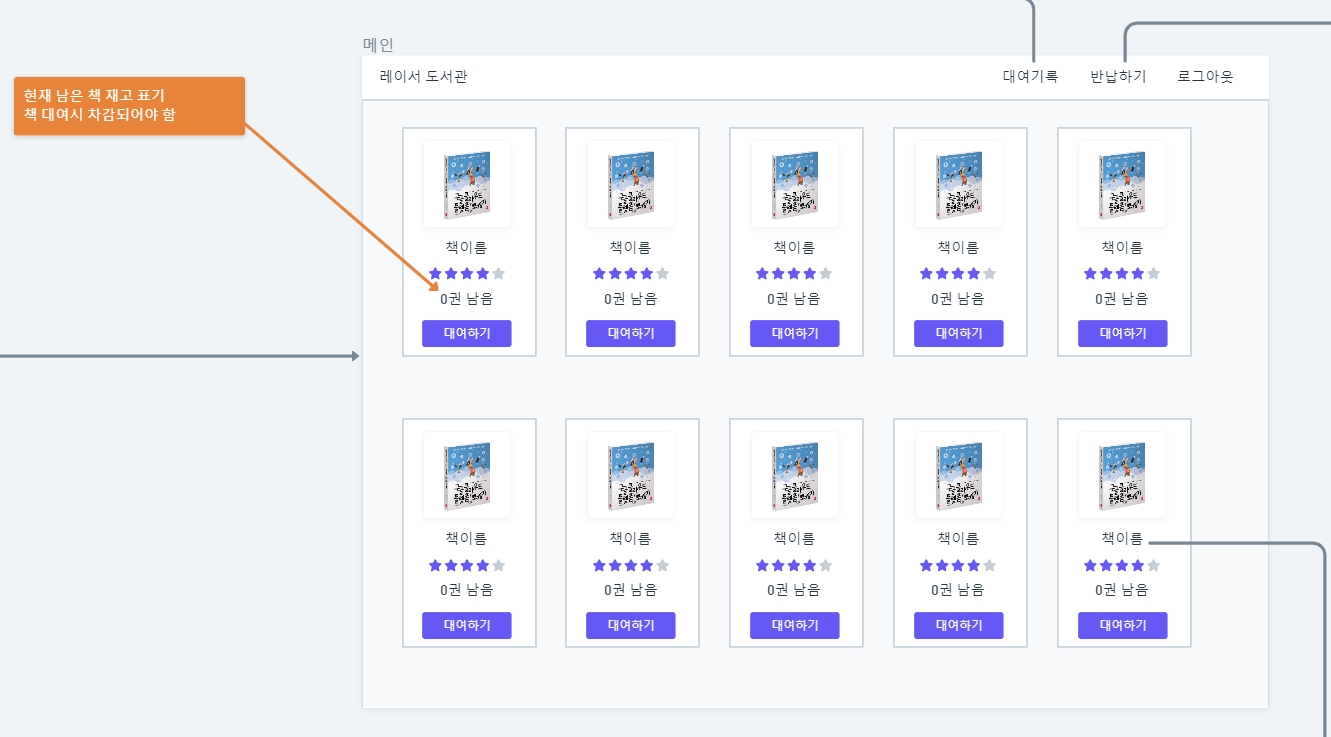 메인
현재 남은 책 재고 표기
책 대여시 차감되어야 함
레이서 도서관
대여기록 반납하기 로그아웃
책이름 책이름 책이름 책이름 책이름
0권 남음 0권 남음 0권 남음 0권 남음 0권 남음
대여하기 대여하기 대여하기 대여하기 대여하기
책이름 책이름 책이름 책이름 책이름
0권 남음 0권 남음 0권 남음 0권 남음 0권 남음
대여하기 대여하기 대여하기 대여하기 대여하기